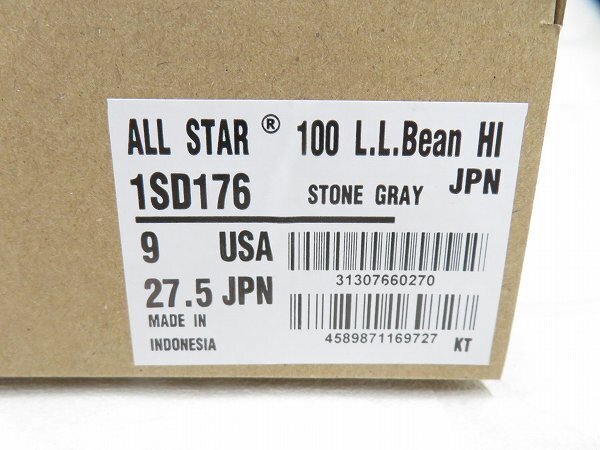 ALL STAR ® 100 L.L.Bean HI
1SD176 STONE GRAY JPN
9 USA
31307660270
27.5 JPN
MADE IN
INDONESIA
4589871169727 KT